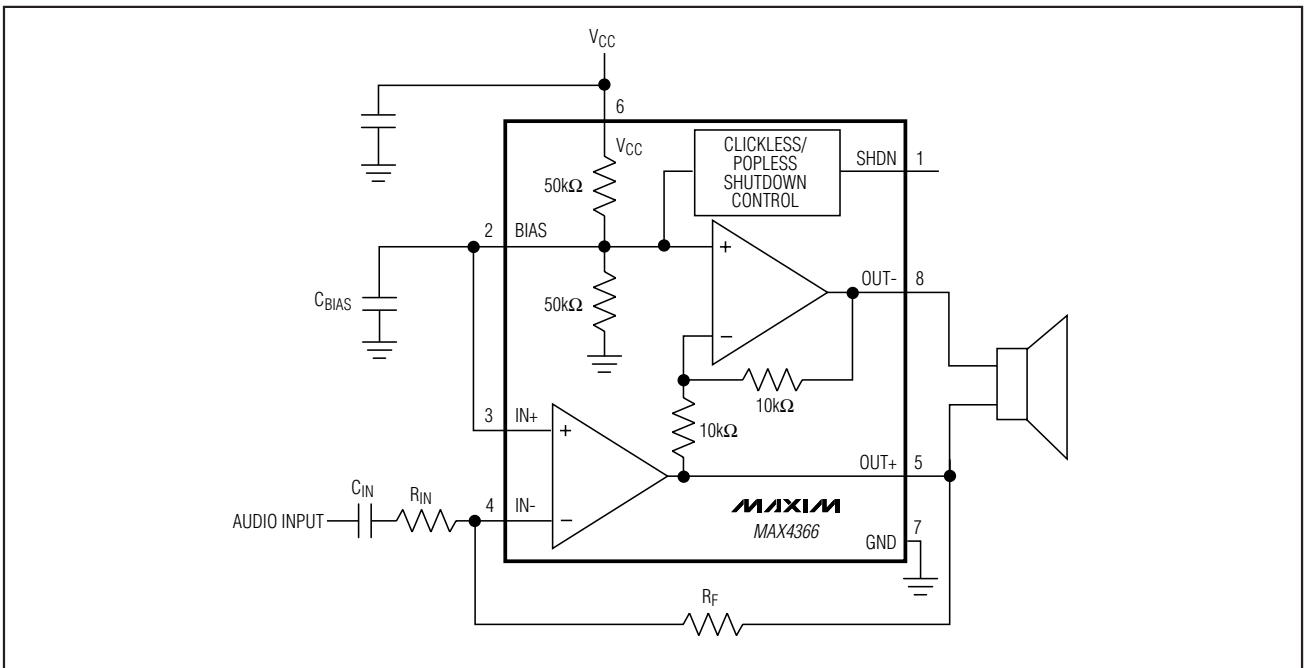 VCC
6
VCC
CLICKLESS/
POPLESS
SHUTDOWN
CONTROL
SHDN 1
50kΩ
2 BIAS
+
OUT- 8
CBIAS
50kΩ
−
10kΩ
3 IN+
+
10kΩ
OUT+ 5
CIN
RIN
4 IN-
−
AUDIO INPUT
MAXIM
MAX4366
7
GND
RF